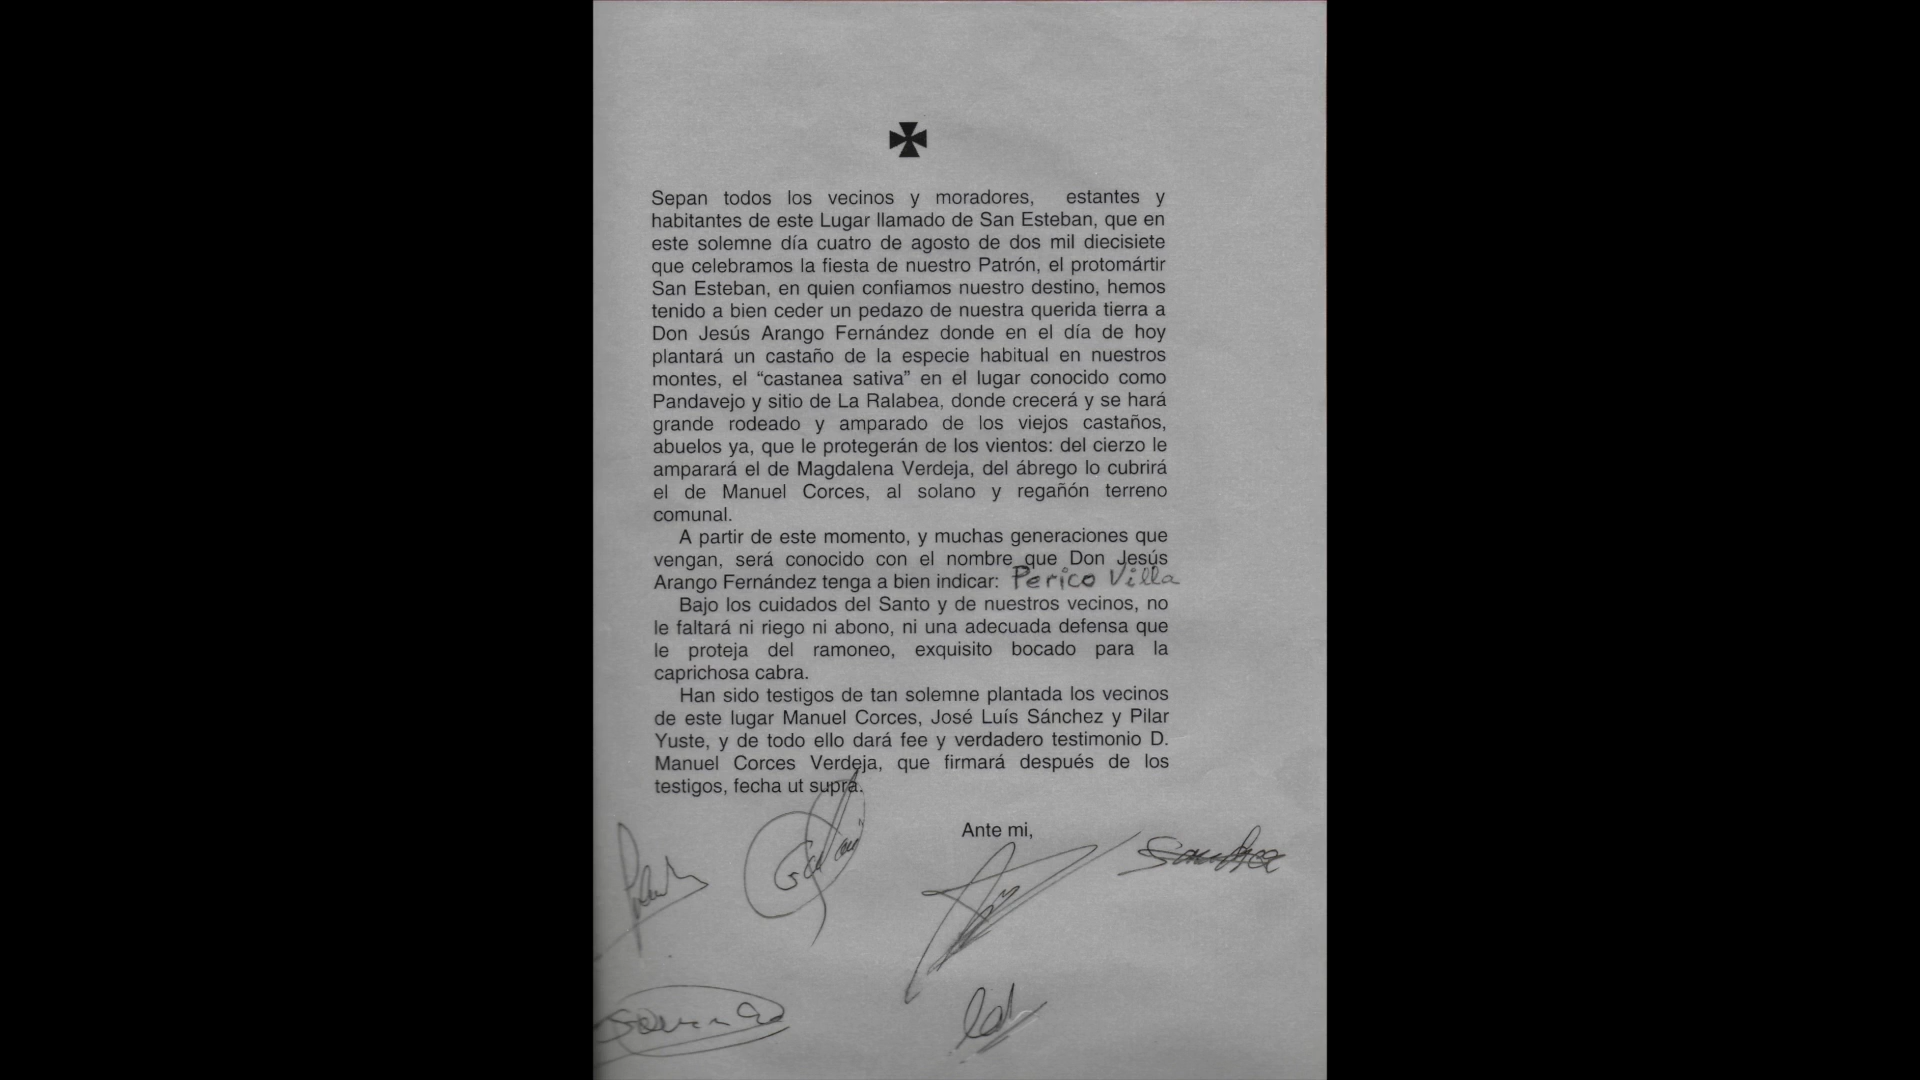 Sepan todos los vecinos y moradores, estantes y
habitantes de este Lugar llamado de San Esteban, que en
este solemne día cuatro de agosto de dos mil diecisiete
que celebramos la fiesta de nuestro Patrón, el protomártir
San Esteban, en quien confiamos nuestro destino, hemos
tenido a bien ceder un pedazo de nuestra querida tierra a
Don Jesús Arango Fernández donde en el día de hoy
plantará un castaño de la especie habitual en nuestros
montes, el “castanea sativa” en el lugar conocido como
Pandavejo y sitio de La Ralabea, donde crecerá y se hará
grande rodeado y amparado de los viejos castaños,
abuelos ya, que le protegerán de los vientos: del cierzo le
amparará el de Magdalena Verdeja, del ábrego lo cubrirá
el de Manuel Corces, al solano y regañón terreno
comunal.
A partir de este momento, y muchas generaciones que
vengan, será conocido con el nombre que Don Jesús
Arango Fernández tenga a bien indicar: Perico Villa
Bajo los cuidados del Santo y de nuestros vecinos, no
le faltará ni riego ni abono, ni una adecuada defensa que
le proteja del ramoneo, exquisito bocado para la
caprichosa cabra.
Han sido testigos de tan solemne plantada los vecinos
de este lugar Manuel Corces, José Luís Sánchez y Pilar
Yuste, y de todo ello dará fee y verdadero testimonio D.
Manuel Corces Verdeja, que firmará después de los
testigos, fecha ut supra.
Ante mi,